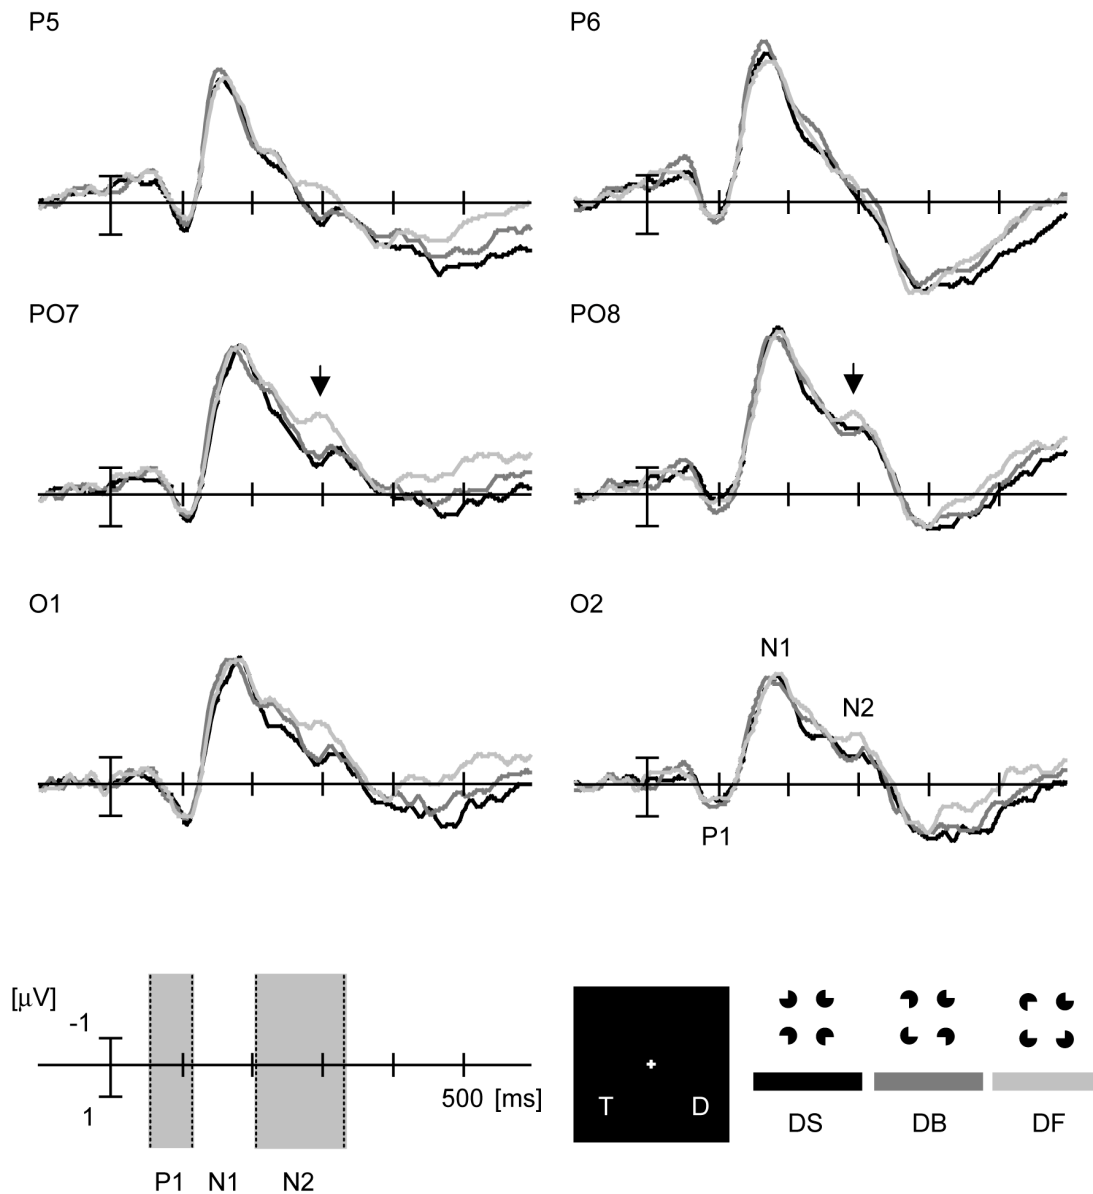 P5
P6
PO7
PO8
O1
O2
N1
N2
P1
[μV]
-1
1
500 [ms]
P1 N1 N2
T D
DS DB DF